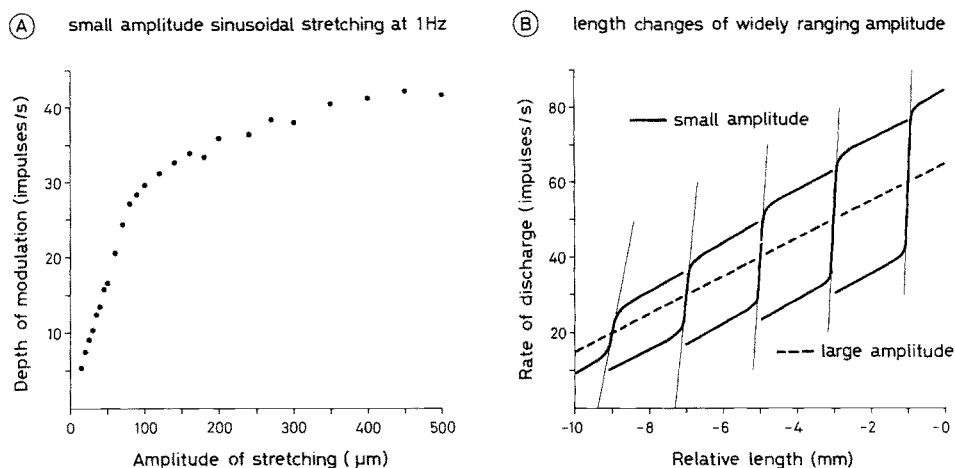 A small amplitude sinusoidal stretching at 1Hz
Depth of modulation (impulses/s)
40
30
20
10
0 100 200 300 400 500
Amplitude of stretching (µm)
B length changes of widely ranging amplitude
Rate of discharge (impulses/s)
80
60
40
20
small amplitude
large amplitude
-10 -8 -6 -4 -2 -0
Relative length (mm)